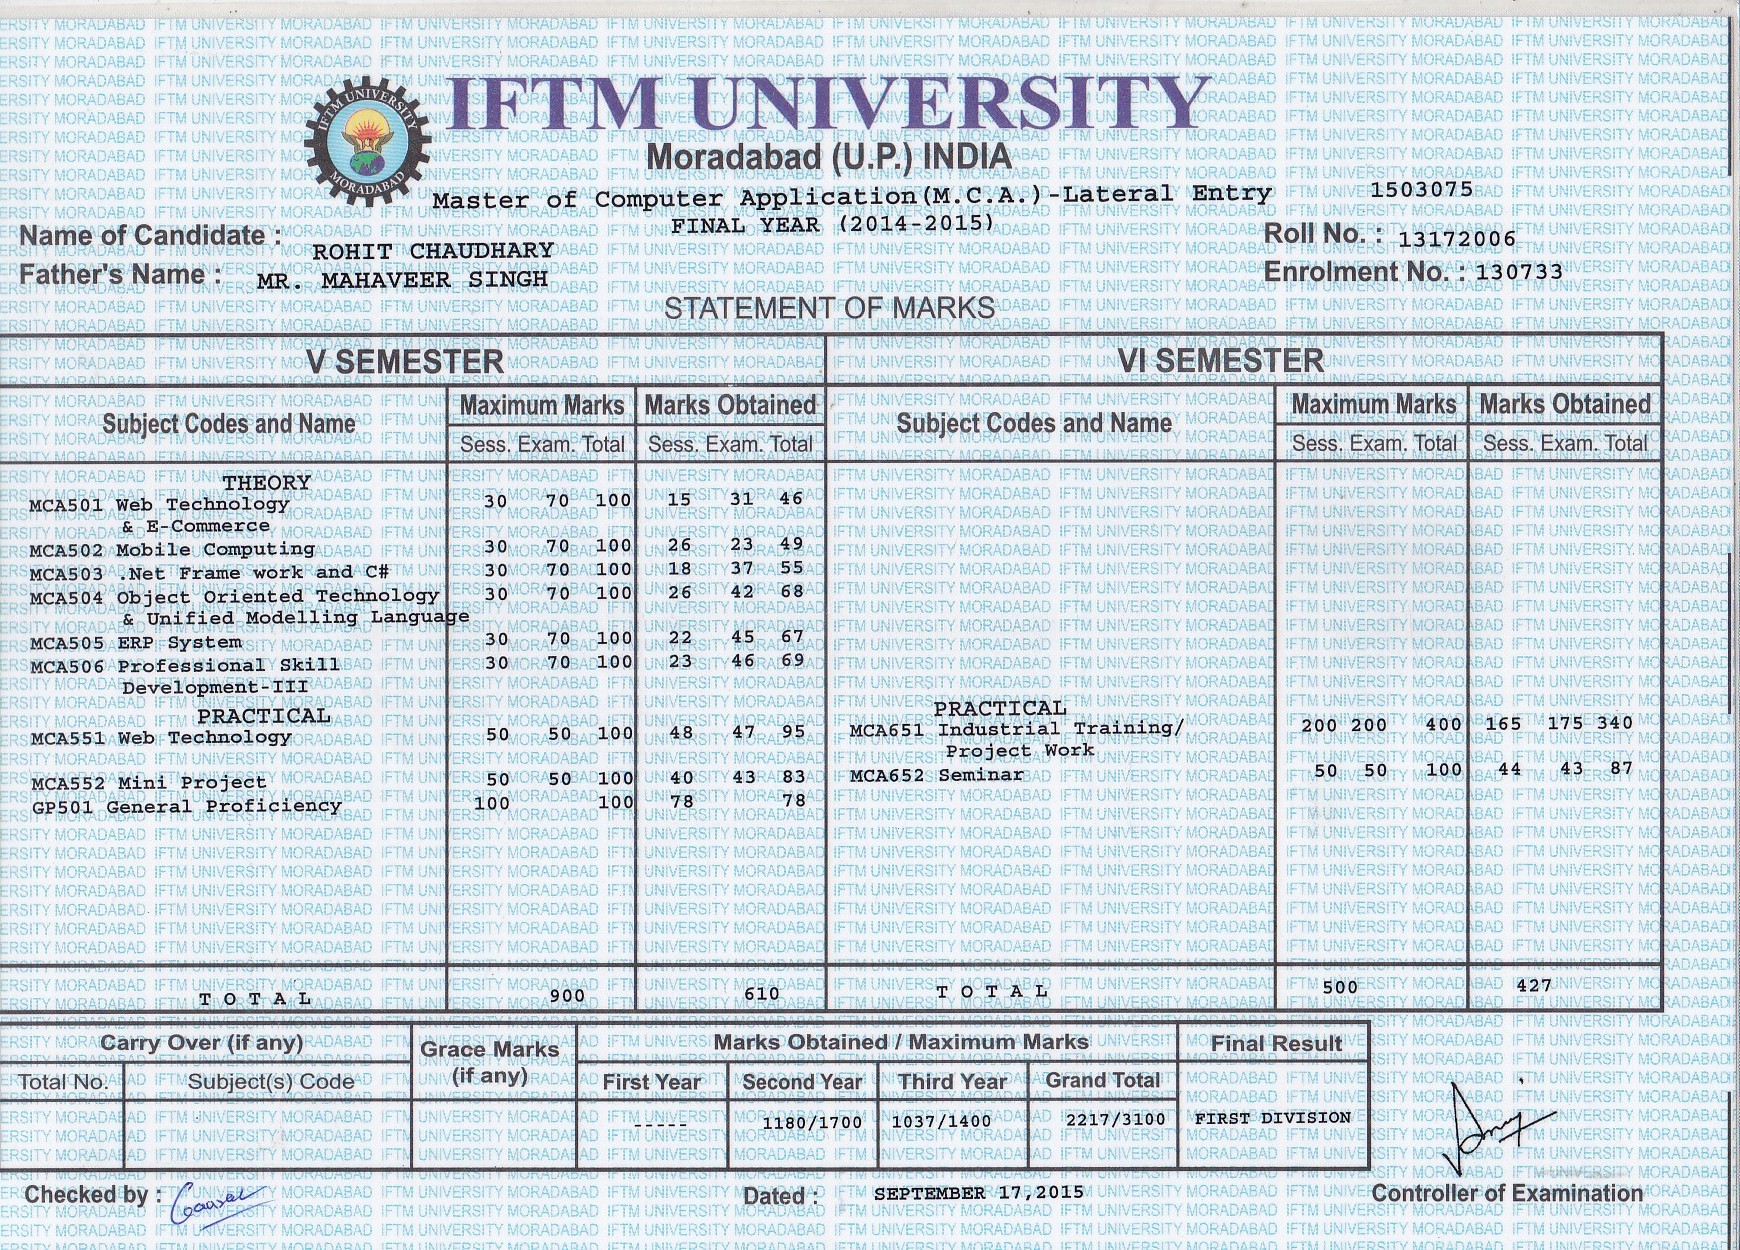 IFTM UNIVERSITY
MORADABAD
IFTM UNIVERSITY
Moradabad (U.P.) INDIA
Master of Computer Application(M.C.A.)-Lateral Entry 1503075
FINAL YEAR (2014-2015)
Name of Candidate : ROHIT CHAUDHARY Roll No. : 13172006
Father's Name : MR. MAHAVEER SINGH Enrolment No. : 130733
STATEMENT OF MARKS
V SEMESTER VI SEMESTER
Subject Codes and Name Maximum Marks Marks Obtained Subject Codes and Name Maximum Marks Marks Obtained
Sess. Exam. Total Sess. Exam. Total Sess. Exam. Total Sess. Exam. Total
THEORY
MCA501 Web Technology 30 70 100 15 31 46
& E-Commerce
MCA502 Mobile Computing 30 70 100 26 23 49
MCA503 .Net Frame work and C# 30 70 100 18 37 55
MCA504 Object Oriented Technology 30 70 100 26 42 68
& Unified Modelling Language
MCA505 ERP System 30 70 100 22 45 67
MCA506 Professional Skill 30 70 100 23 46 69
Development-III
PRACTICAL PRACTICAL
MCA551 Web Technology 50 50 100 48 47 95 MCA651 Industrial Training/ 200 200 400 165 175 340
Project Work
MCA552 Mini Project 50 50 100 40 43 83 MCA652 Seminar 50 50 100 44 43 87
GP501 General Proficiency 100 100 78 78
T O T A L 900 610 T O T A L 500 427
Carry Over (if any) Grace Marks (if any) Marks Obtained / Maximum Marks Final Result
Total No. Subject(s) Code First Year Second Year Third Year Grand Total
----- 1180/1700 1037/1400 2217/3100 FIRST DIVISION
Checked by : Dated : SEPTEMBER 17,2015 Controller of Examination